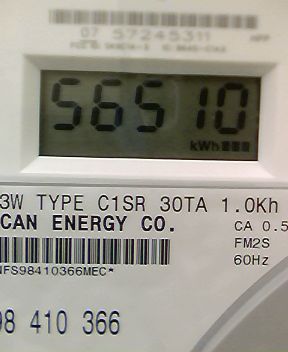 07 57245311
56510
kWh
3W TYPE C1SR 30TA 1.0Kh
CAN ENERGY CO.
CA 0.5
FM2S
60Hz
NFS98410366MEC*
98 410 366